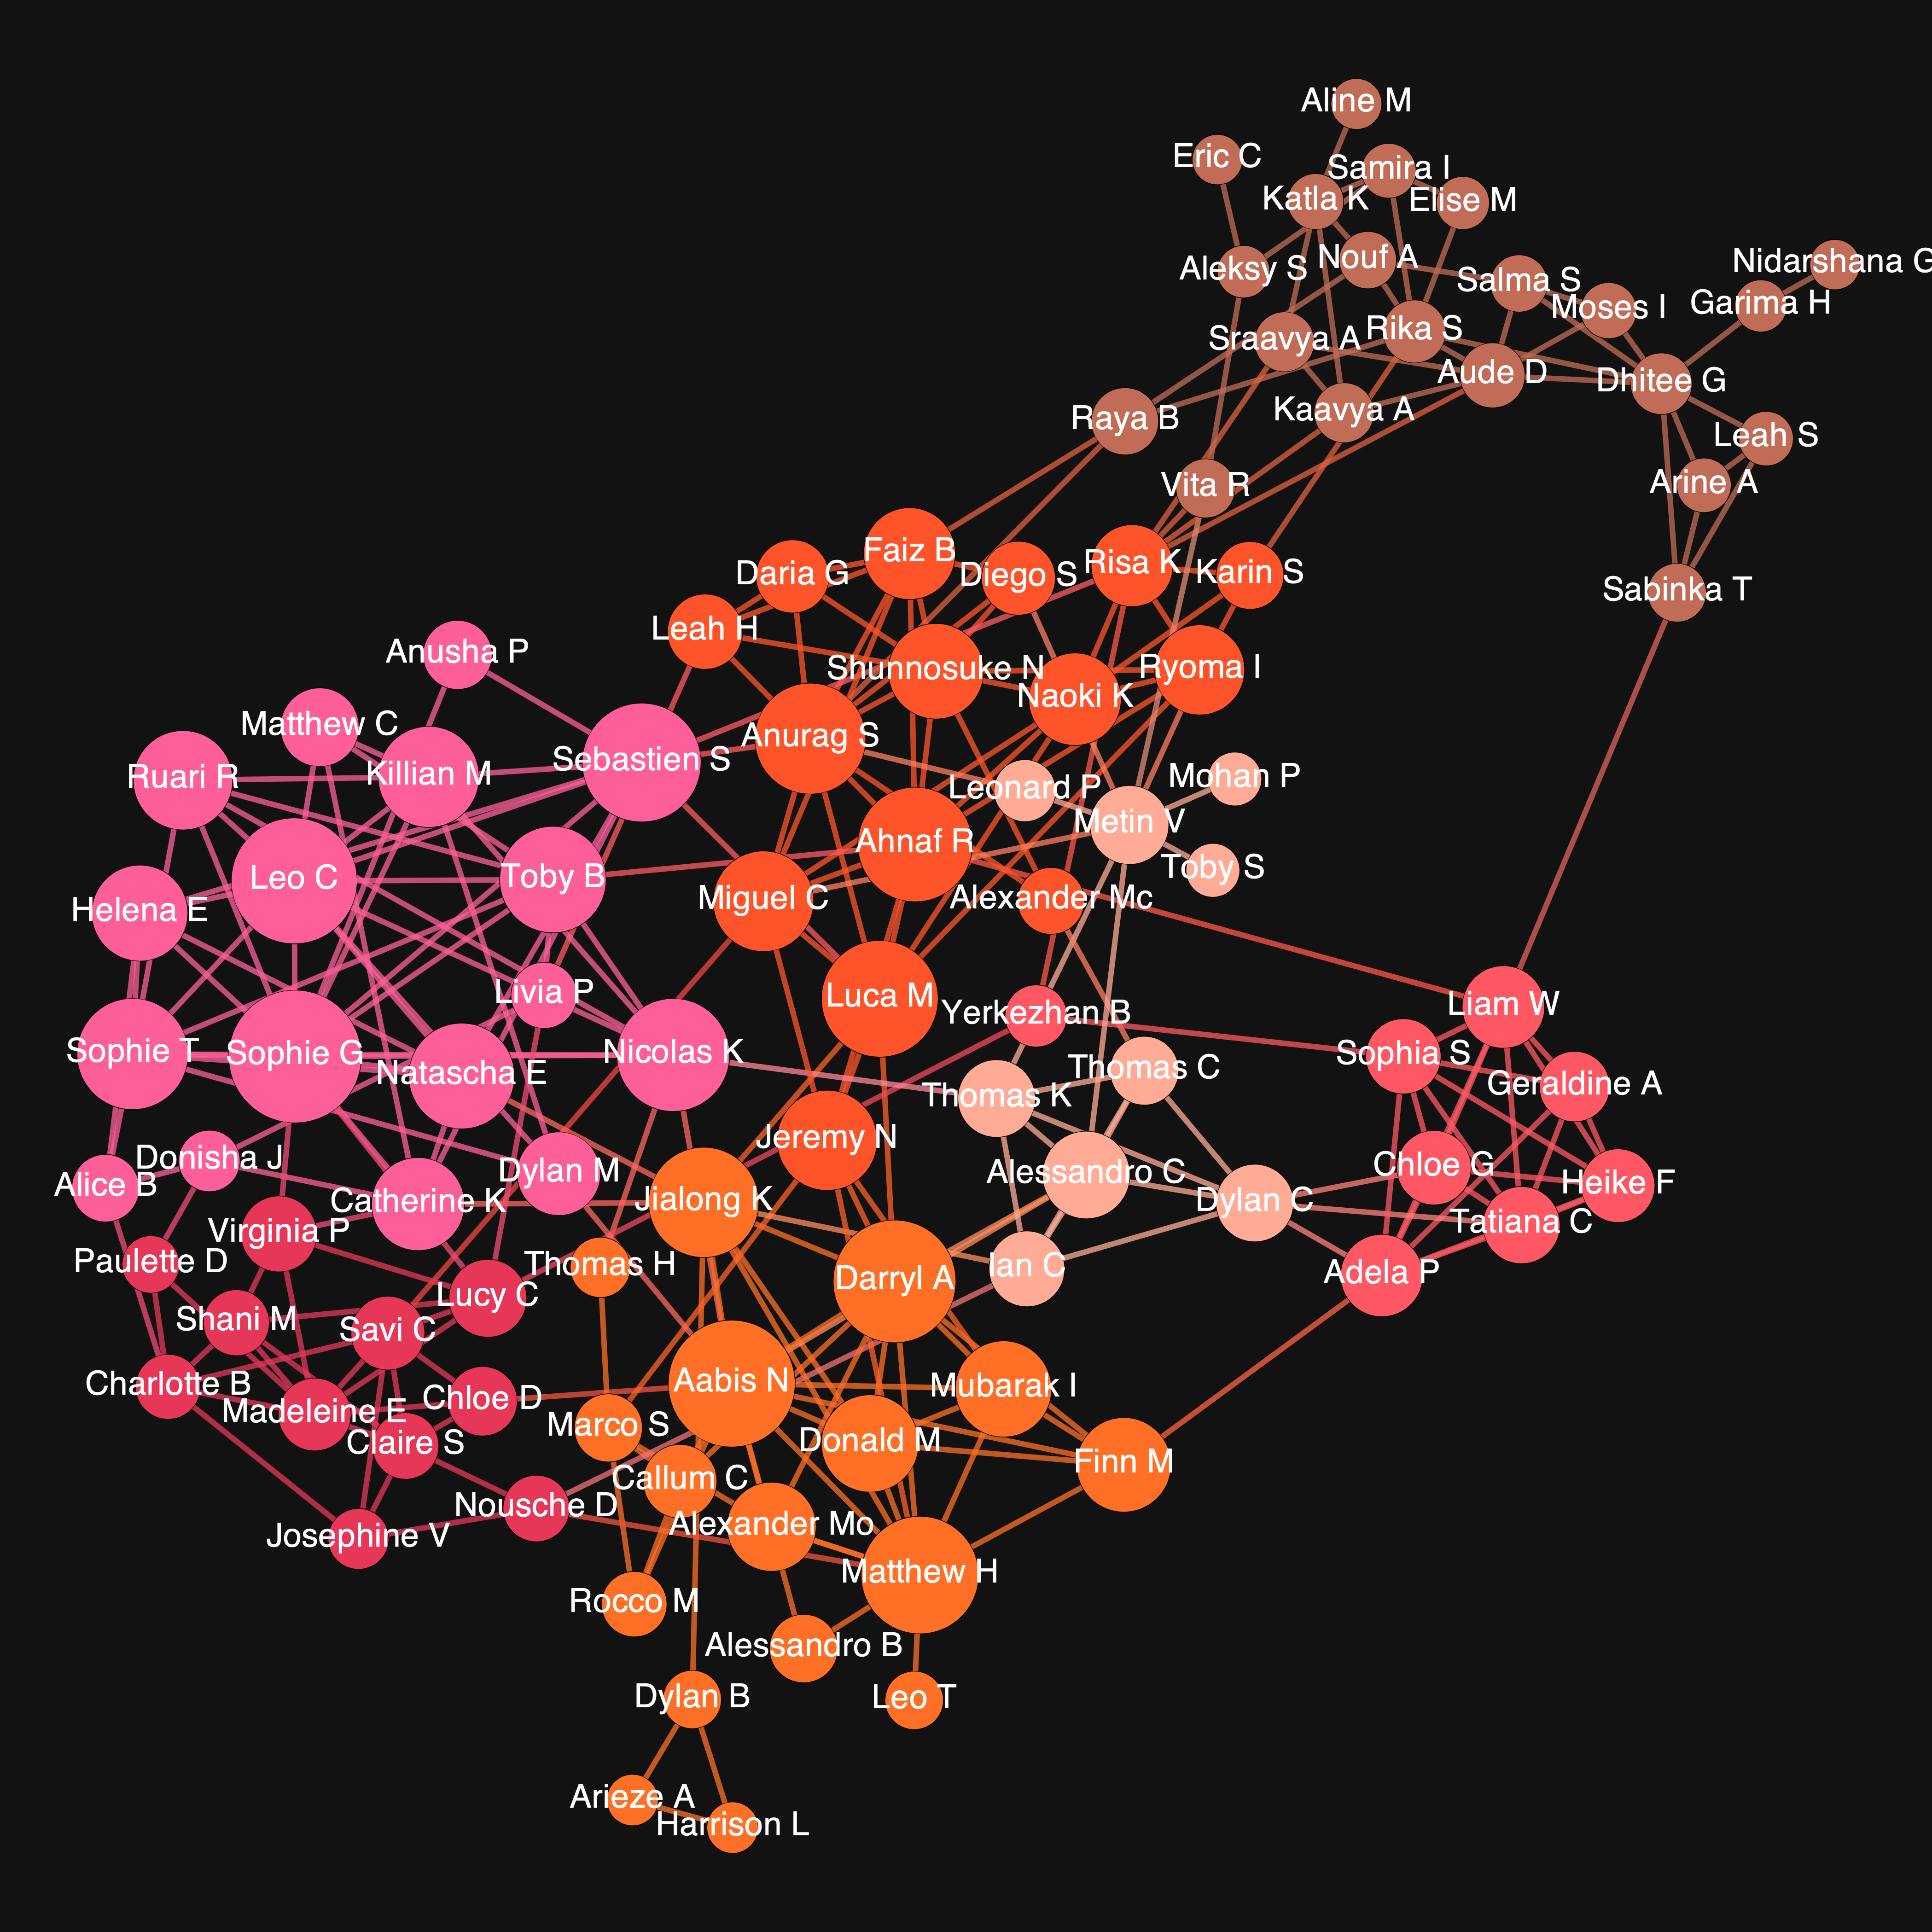 Aline M
Eric C
Samira I
Katla K
Elise M
Aleksy S
Nouf A
Nidarshana G
Salma S
Moses I
Garima H
Sraavya A
Rika S
Aude D
Dhitee G
Raya B
Kaavya A
Leah S
Vita R
Arine A
Faiz B
Daria G
Diego S
Risa K
Karin S
Sabinka T
Leah H
Anusha P
Shunnosuke N
Ryoma I
Naoki K
Matthew C
Anurag S
Sebastien S
Ruari R
Killian M
Leonard P
Mohan P
Metin V
Ahnaf R
Toby S
Leo C
Toby B
Miguel C
Alexander Mc
Helena E
Livia P
Luca M
Yerkezhan B
Liam W
Sophie T
Sophie G
Natascha E
Nicolas K
Sophia S
Thomas C
Geraldine A
Thomas K
Jeremy N
Donisha J
Alice B
Dylan M
Catherine K
Jialong K
Alessandro C
Dylan C
Chloe G
Heike F
Tatiana C
Virginia P
Paulette D
Thomas H
Darryl A
Ian C
Adela P
Lucy C
Shani M
Savi C
Charlotte B
Madeleine E
Chloe D
Aabis N
Mubarak I
Claire S
Marco S
Donald M
Finn M
Callum C
Nousche D
Josephine V
Alexander Mo
Matthew H
Rocco M
Alessandro B
Dylan B
Leo T
Arieze A
Harrison L